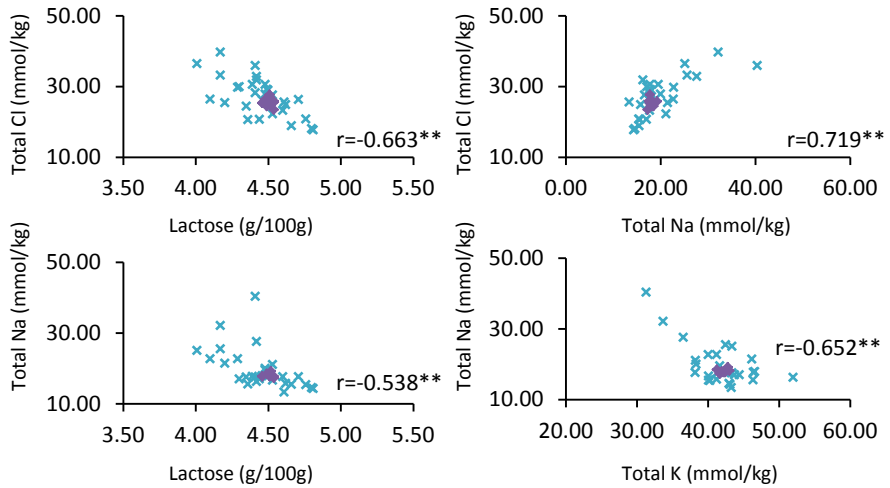 Total Cl (mmol/kg)
50.00
30.00
10.00
r=-0.663**
3.50 4.00 4.50 5.00 5.50
Lactose (g/100g)
Total Cl (mmol/kg)
50.00
30.00
10.00
r=0.719**
0.00 20.00 40.00 60.00
Total Na (mmol/kg)
Total Na (mmol/kg)
50.00
30.00
10.00
r=-0.538**
3.50 4.00 4.50 5.00 5.50
Lactose (g/100g)
Total Na (mmol/kg)
50.00
30.00
10.00
r=-0.652**
20.00 30.00 40.00 50.00 60.00
Total K (mmol/kg)